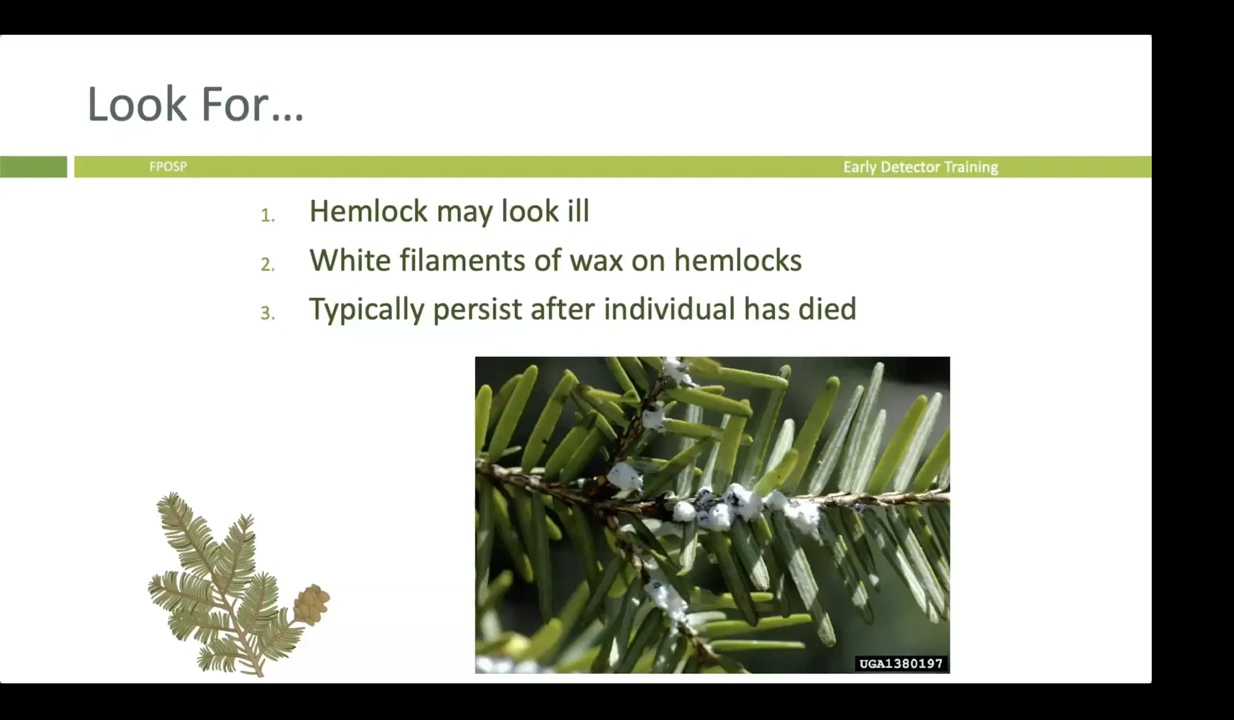 Look For…
FPOSP
Early Detector Training
1. Hemlock may look ill
2. White filaments of wax on hemlocks
3. Typically persist after individual has died
UGA1380197